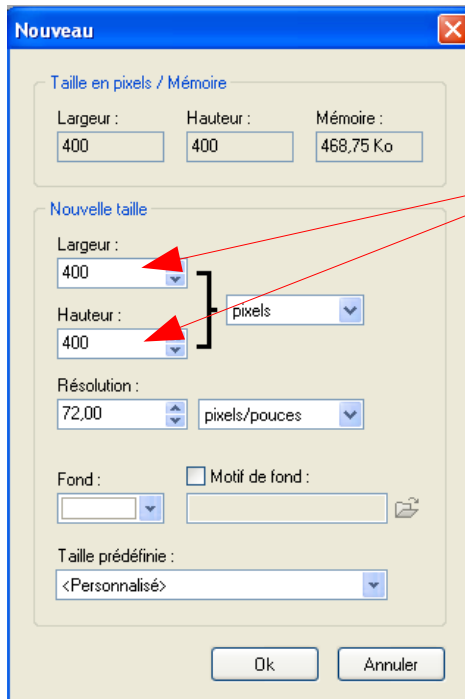 Nouveau
Taille en pixels / Mémoire
Largeur : Hauteur : Mémoire :
400 400 468,75 Ko
Nouvelle taille
Largeur :
400
pixels
Hauteur :
400
Résolution :
72,00 pixels/pouces
Fond : Motif de fond :
Taille prédéfinie :
<Personnalisé>
Ok Annuler